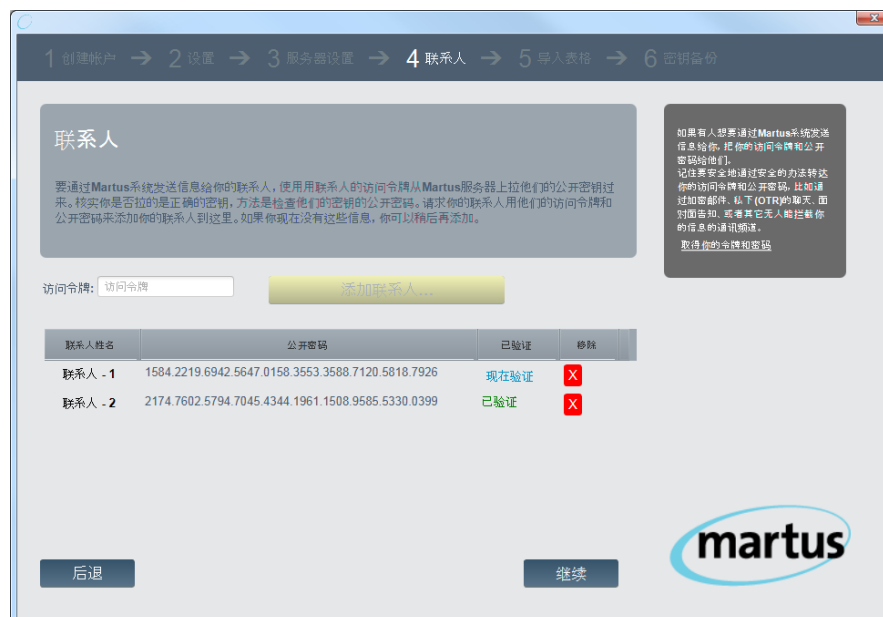 1 创建帐户 → 2 设置 → 3 服务器设置 → 4 联系人 → 5 导入表格 → 6 密钥备份
联系人
要通过Martus系统发送信息给你的联系人，使用用联系人的访问令牌从Martus服务器上拉他们的公开密钥过
来。核实你是否拉的是正确的密钥，方法是检查他们的密钥的公开密码。请求你的联系人用他们的访问令牌和
公开密码来添加你的联系人到这里。如果你现在没有这些信息，你可以稍后再添加。
如果有人想要通过Martus系统发送
信息给你，把你的访问令牌和公开
密码给他们。
记住要安全地通过安全的办法转达
你的访问令牌和公开密码，比如通
过加密邮件、私下(OTR)的聊天、面
对面告知、或者其它无人能拦截你
的信息的通讯频道。
取得你的令牌和密码
访问令牌: 访问令牌 添加联系人...
联系人姓名 公开密码 已验证 移除
联系人 - 1 1584.2219.6942.5647.0158.3553.3588.7120.5818.7926 现在验证 X
联系人 - 2 2174.7602.5794.7045.4344.1961.1508.9585.5330.0399 已验证 X
martus
后退 继续